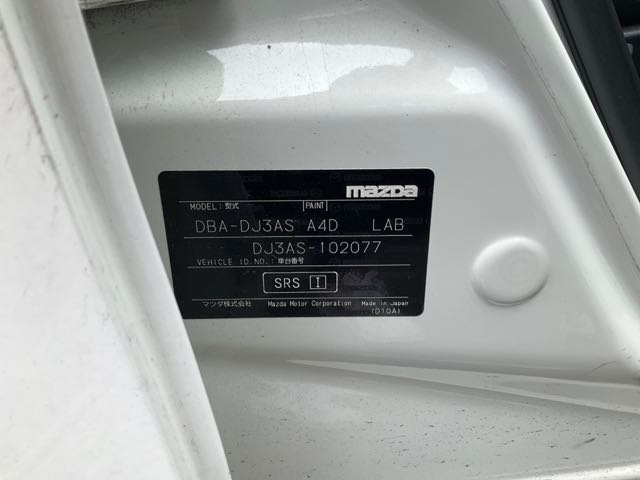 mazda
MODEL: 型式 PAINT
DBA-DJ3AS A4D LAB
DJ3AS-102077
VEHICLE ID.NO.: 車台番号
SRS I
マツダ株式会社 Mazda Motor Corporation Made in Japan
(D10A)